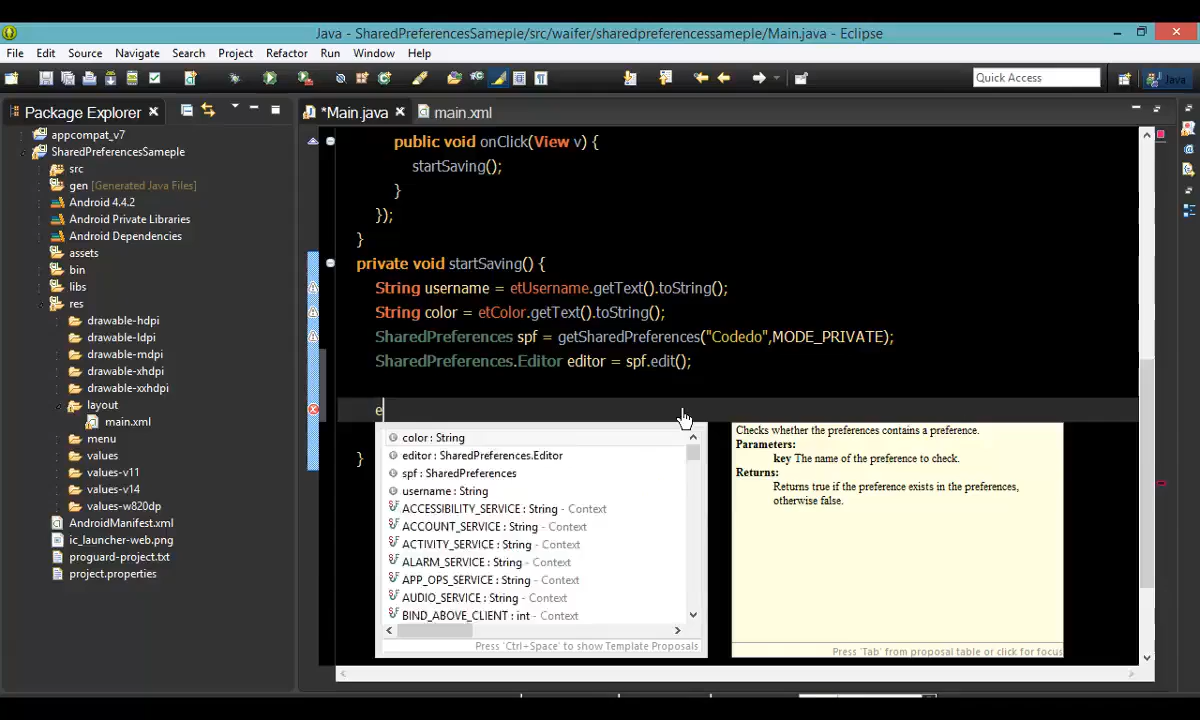 Java - SharedPreferencesSameple/src/waifer/sharedpreferencessameple/Main.java - Eclipse
File Edit Source Navigate Search Project Refactor Run Window Help
Quick Access
Java
Package Explorer
*Main.java
main.xml
appcompat_v7
SharedPreferencesSameple
src
gen [Generated Java Files]
Android 4.4.2
Android Private Libraries
Android Dependencies
assets
bin
libs
res
drawable-hdpi
drawable-ldpi
drawable-mdpi
drawable-xhdpi
drawable-xxhdpi
layout
main.xml
menu
values
values-v11
values-v14
values-w820dp
AndroidManifest.xml
ic_launcher-web.png
proguard-project.txt
project.properties
public void onClick(View v) {
startSaving();
}
});
}
private void startSaving() {
String username = etUsername.getText().toString();
String color = etColor.getText().toString();
SharedPreferences spf = getSharedPreferences("Codedo",MODE_PRIVATE);
SharedPreferences.Editor editor = spf.edit();
e
}
color : String
editor : SharedPreferences.Editor
spf : SharedPreferences
username : String
ACCESSIBILITY_SERVICE : String - Context
ACCOUNT_SERVICE : String - Context
ACTIVITY_SERVICE : String - Context
ALARM_SERVICE : String - Context
APP_OPS_SERVICE : String - Context
AUDIO_SERVICE : String - Context
BIND_ABOVE_CLIENT : int - Context
Press 'Ctrl+Space' to show Template Proposals
Checks whether the preferences contains a preference.
Parameters:
key The name of the preference to check.
Returns:
Returns true if the preference exists in the preferences,
otherwise false.
Press 'Tab' from proposal table or click for focus